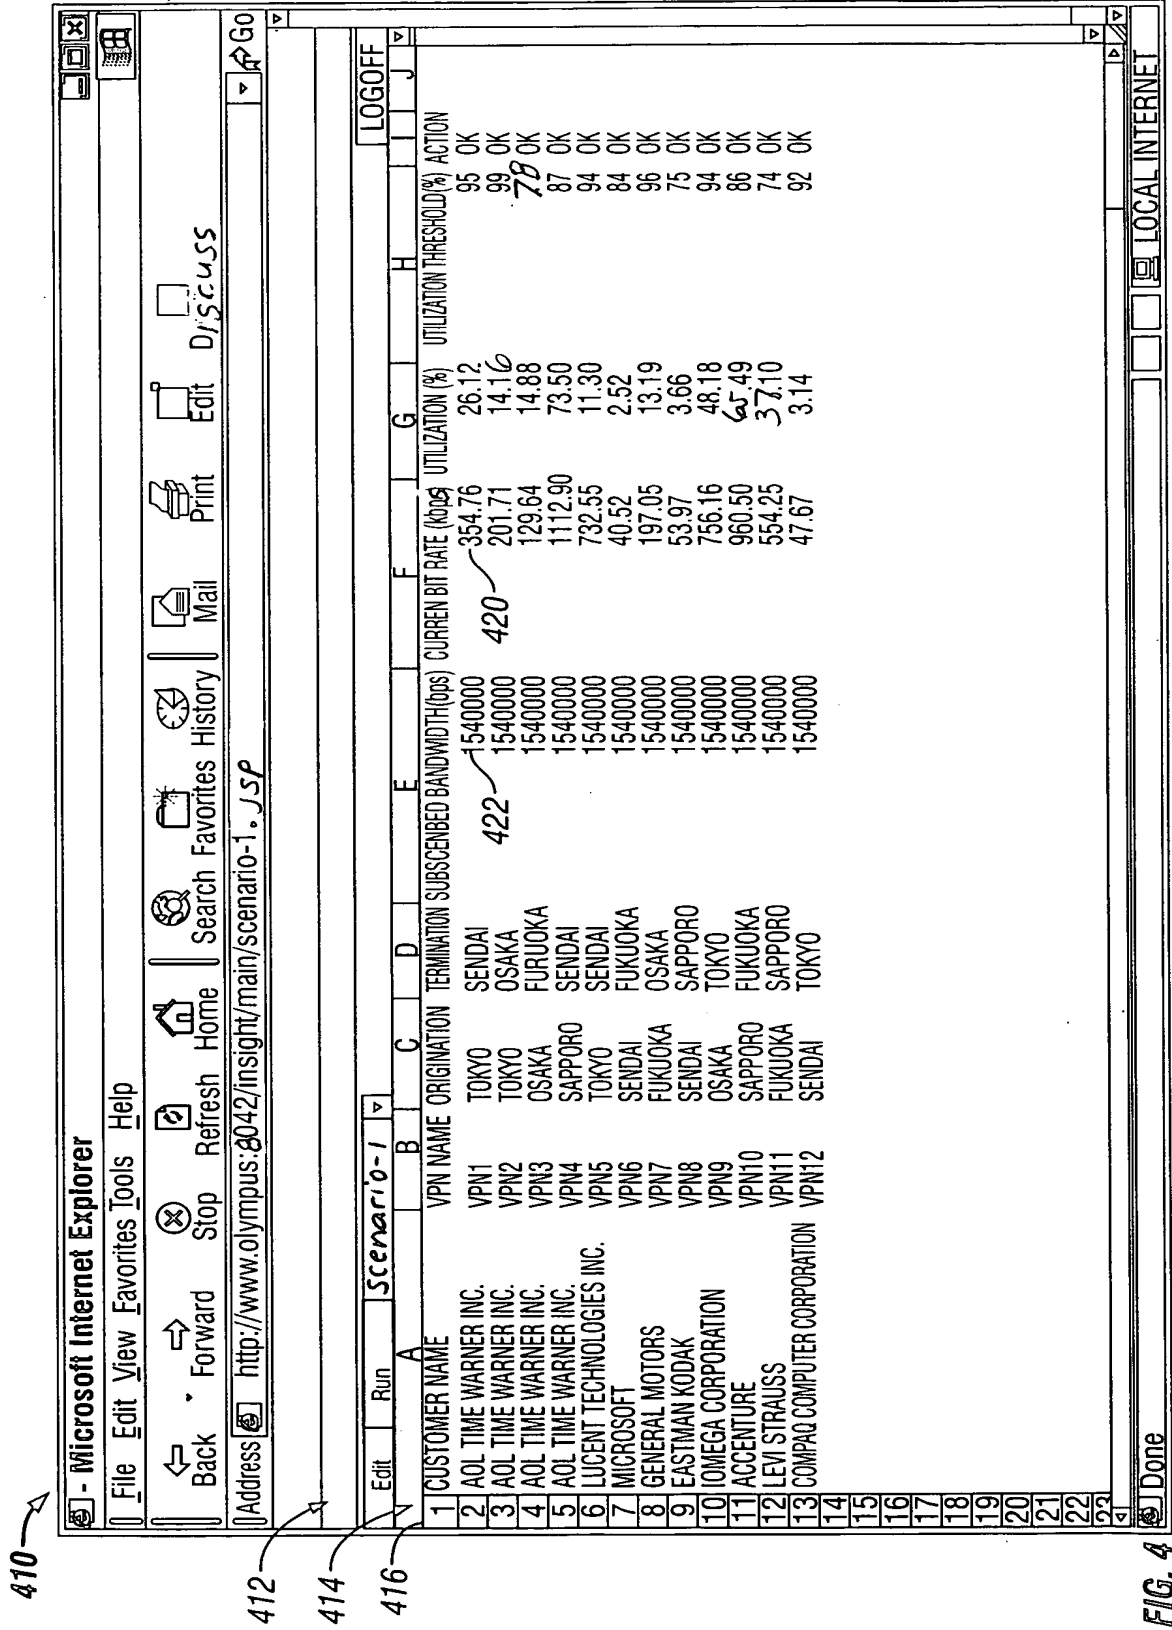 410
- Microsoft Internet Explorer
File Edit View Favorites Tools Help
Back Forward Stop Refresh Home Search Favorites History Mail Print Edit Discuss
Address http://www.olympus:8042/insight/main/scenario-1.JSP Go
412
Edit Run Scenario-1 LOGOFF
414
A B C D E F G H I J
416
1 CUSTOMER NAME VPN NAME ORIGINATION TERMINATION SUBSCENBED BANDWIDTH(bps) CURREN BIT RATE (kbps) UTILIZATION (%) UTILIZATION THRESHOLD(%) ACTION
2 AOL TIME WARNER INC. VPN1 TOKYO SENDAI 1540000 354.76 26.12 95 OK
3 AOL TIME WARNER INC. VPN2 TOKYO OSAKA 1540000 201.71 14.16 99 OK
4 AOL TIME WARNER INC. VPN3 OSAKA FURUOKA 1540000 129.64 14.88 78 OK
5 AOL TIME WARNER INC. VPN4 SAPPORO SENDAI 1540000 1112.90 73.50 87 OK
6 LUCENT TECHNOLOGIES INC. VPN5 TOKYO SENDAI 1540000 732.55 11.30 94 OK
7 MICROSOFT VPN6 SENDAI FUKUOKA 1540000 40.52 2.52 84 OK
8 GENERAL MOTORS VPN7 FUKUOKA OSAKA 1540000 197.05 13.19 96 OK
9 EASTMAN KODAK VPN8 SENDAI SAPPORO 1540000 53.97 3.66 75 OK
10 IOMEGA CORPORATION VPN9 OSAKA TOKYO 1540000 756.16 48.18 94 OK
11 ACCENTURE VPN10 SAPPORO FUKUOKA 1540000 960.50 65.49 86 OK
12 LEVI STRAUSS VPN11 FUKUOKA SAPPORO 1540000 554.25 37.10 74 OK
13 COMPAQ COMPUTER CORPORATION VPN12 SENDAI TOKYO 1540000 47.67 3.14 92 OK
422
420
14
15
16
17
18
19
20
21
22
23
Done LOCAL INTERNET
FIG. 4